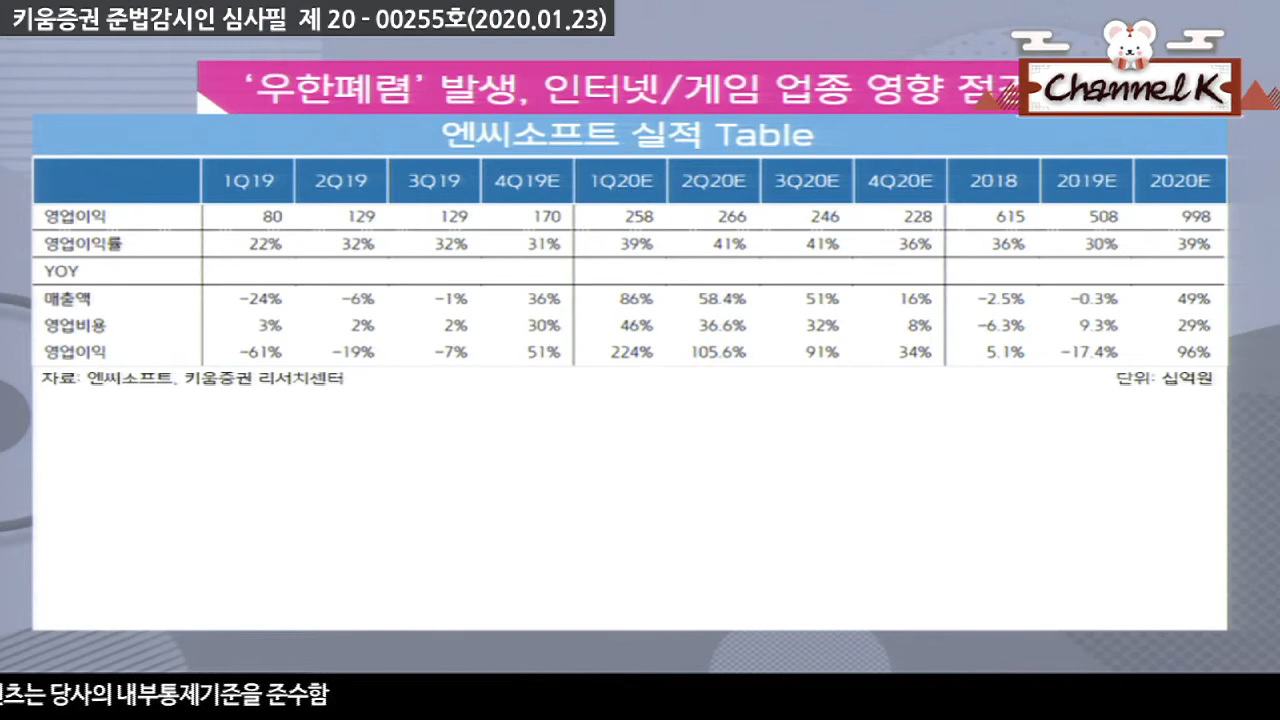 키움증권 준법감시인 심사필 제 20 - 00255호(2020.01.23)
Channel K
‘우한폐렴’ 발생, 인터넷/게임 업종 영향
엔씨소프트 실적 Table
1Q19 2Q19 3Q19 4Q19E 1Q20E 2Q20E 3Q20E 4Q20E 2018 2019E 2020E
영업이익 80 129 129 170 258 266 246 228 615 508 998
영업이익률 22% 32% 32% 31% 39% 41% 41% 36% 36% 30% 39%
YOY
매출액 -24% -6% -1% 36% 86% 58.4% 51% 16% -2.5% -0.3% 49%
영업비용 3% 2% 2% 30% 46% 36.6% 32% 8% -6.3% 9.3% 29%
영업이익 -61% -19% -7% 51% 224% 105.6% 91% 34% 5.1% -17.4% 96%
자료: 엔씨소프트, 키움증권 리서치센터 단위: 십억원
츠는 당사의 내부통제기준을 준수함